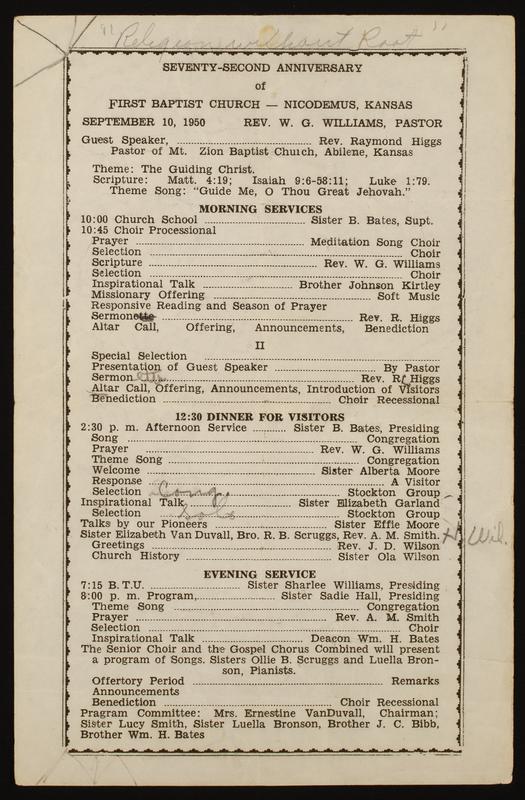 "Religion without Root"
SEVENTY-SECOND ANNIVERSARY
of
FIRST BAPTIST CHURCH — NICODEMUS, KANSAS
SEPTEMBER 10, 1950 REV. W. G. WILLIAMS, PASTOR
Guest Speaker, ........................ Rev. Raymond Higgs
Pastor of Mt. Zion Baptist Church, Abilene, Kansas
Theme: The Guiding Christ.
Scripture: Matt. 4:19; Isaiah 9:6-58:11; Luke 1:79.
Theme Song: "Guide Me, O Thou Great Jehovah."
MORNING SERVICES
10:00 Church School ........................ Sister B. Bates, Supt.
10:45 Choir Processional
Prayer ........................ Meditation Song Choir
Selection ........................ Choir
Scripture ........................ Rev. W. G. Williams
Selection ........................ Choir
Inspirational Talk ........................ Brother Johnson Kirtley
Missionary Offering ........................ Soft Music
Responsive Reading and Season of Prayer
Sermonette ........................ Rev. R. Higgs
Altar Call, Offering, Announcements, Benediction
II
Special Selection ........................
Presentation of Guest Speaker ........................ By Pastor
Sermon ette ........................ Rev. R. Higgs
Altar Call, Offering, Announcements, Introduction of Visitors
Benediction ........................ Choir Recessional
12:30 DINNER FOR VISITORS
2:30 p. m. Afternoon Service ........... Sister B. Bates, Presiding
Song ........................ Congregation
Prayer ........................ Rev. W. G. Williams
Theme Song ........................ Congregation
Welcome ........................ Sister Alberta Moore
Response ........................ A Visitor
Selection Cong. ........................ Stockton Group
Inspirational Talk ........................ Sister Elizabeth Garland
Selection Solo ........................ Stockton Group
Talks by our Pioneers ........................ Sister Effie Moore
Sister Elizabeth Van Duvall, Bro. R. B. Scruggs, Rev. A. M. Smith. H. Wil.
Greetings ........................ Rev. J. D. Wilson
Church History ........................ Sister Ola Wilson
EVENING SERVICE
7:15 B.T.U. ........................ Sister Sharlee Williams, Presiding
8:00 p. m. Program, ........................ Sister Sadie Hall, Presiding
Theme Song ........................ Congregation
Prayer ........................ Rev. A. M. Smith
Selection ........................ Choir
Inspirational Talk ........................ Deacon Wm. H. Bates
The Senior Choir and the Gospel Chorus Combined will present
a program of Songs. Sisters Ollie B. Scruggs and Luella Bron-
son, Pianists.
Offertory Period ........................ Remarks
Announcements
Benediction ........................ Choir Recessional
Pragram Committee: Mrs. Ernestine VanDuvall, Chairman;
Sister Lucy Smith, Sister Luella Bronson, Brother J. C. Bibb,
Brother Wm. H. Bates